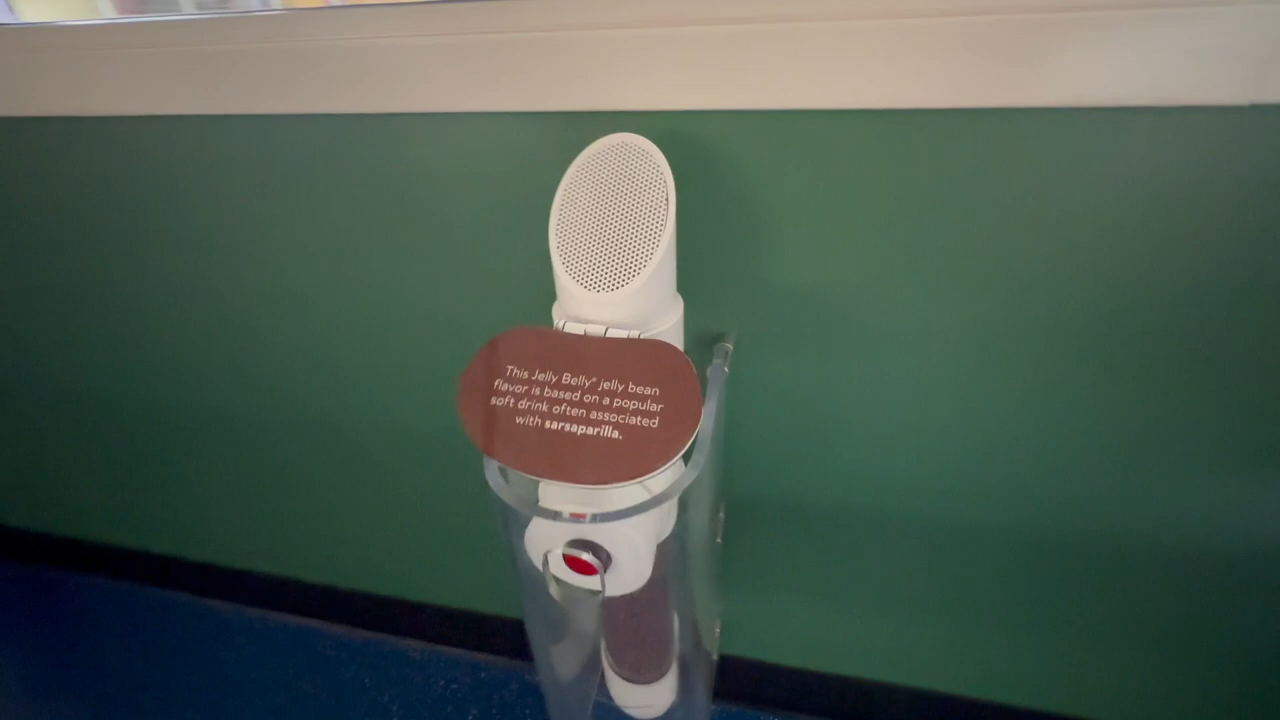 This Jelly Belly® jelly bean
flavor is based on a popular
soft drink often associated
with sarsaparilla.